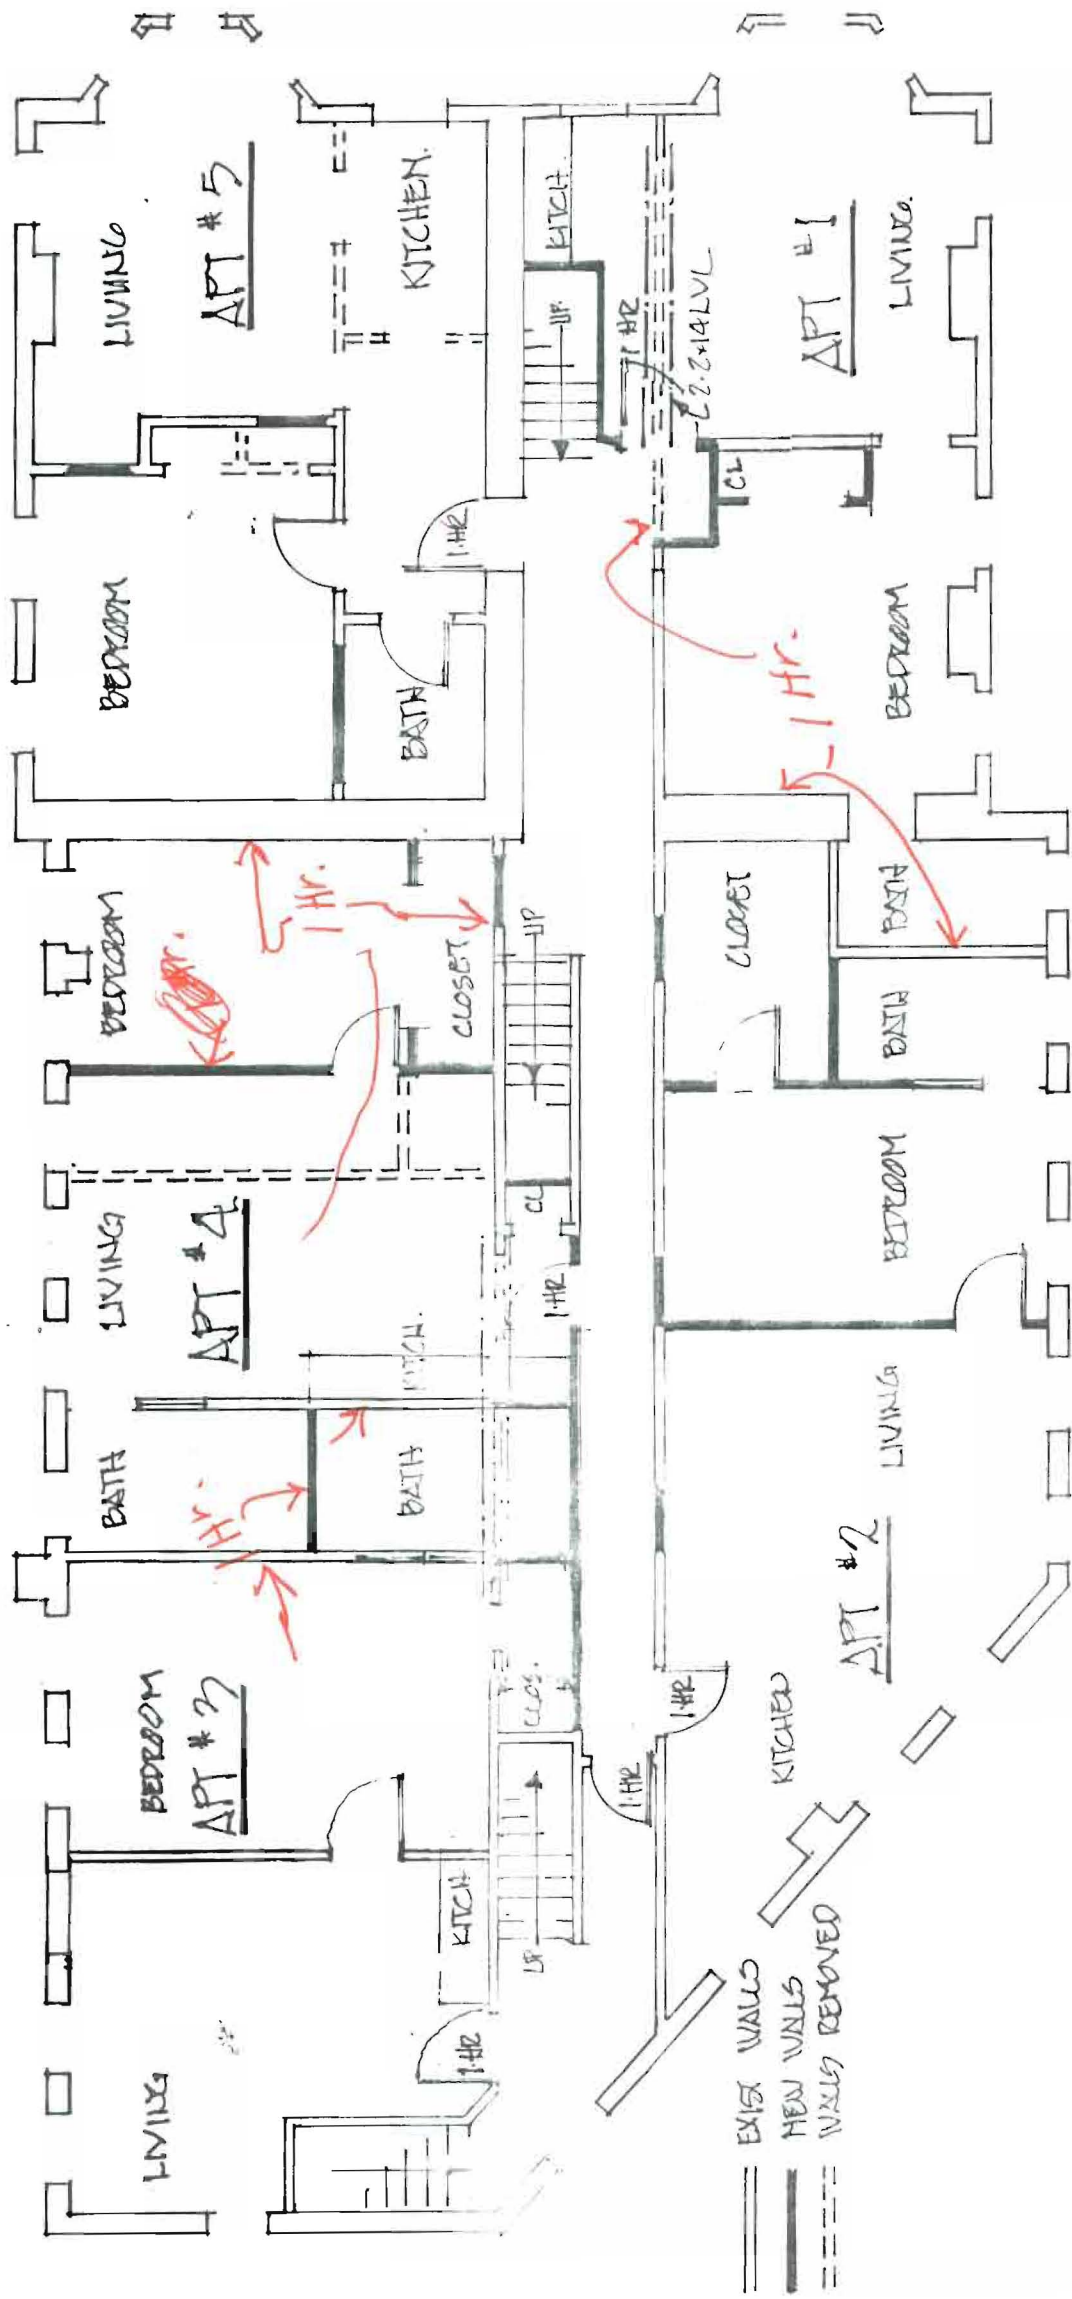 LIVING
BEDROOM
BATH
LIVING
BEDROOM
BEDROOM
LIVING
APT #3
1 Hr.
APT #4
Hr.
1 Hr.
APT #5
KITCH
BATH
KITCH.
CLOSET
BATH
KITCHEN.
1·HR
1·HR
UP
CLOS.
1·HR
CL
UP
UP
KITCH.
1·HR
1 HR
1·HR
2-2x14 LVL
KITCHEN
CLOSET
CL
1 Hr.
APT #2
APT #1
LIVING
BEDROOM
BATH
BATH
BEDROOM
LIVING.
EXIST WALLS
NEW WALLS
WALLS REMOVED